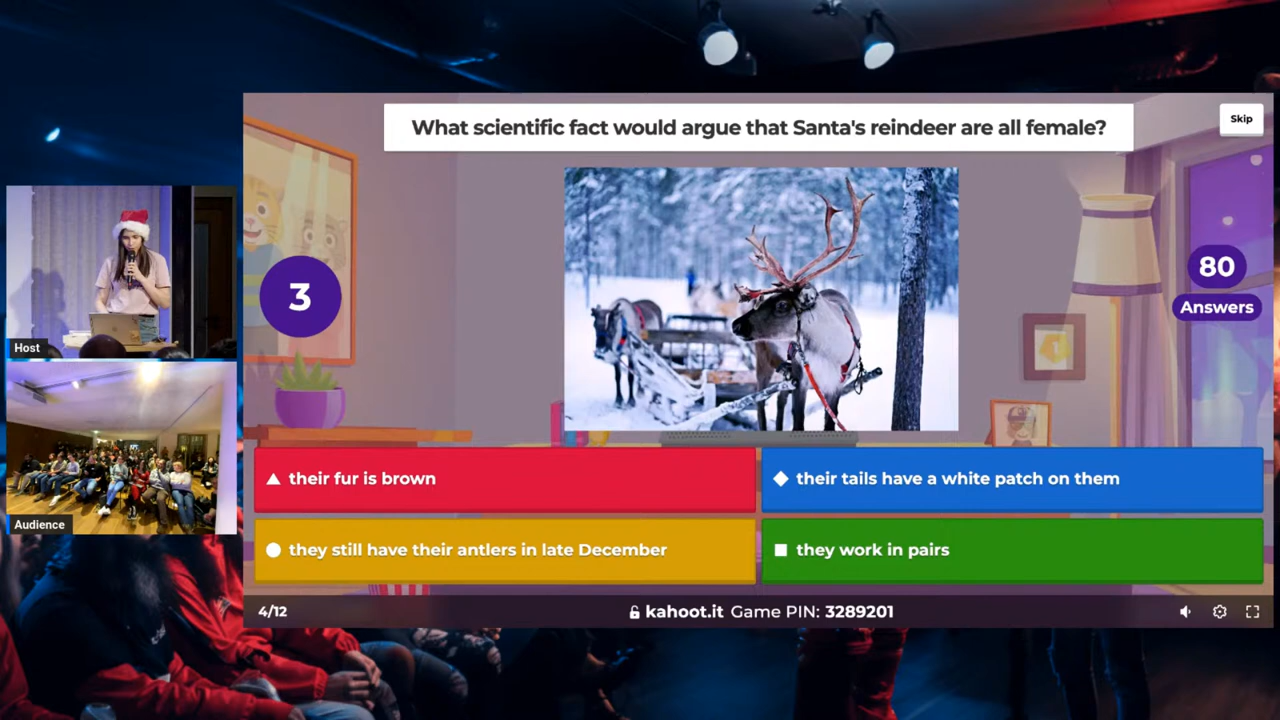 What scientific fact would argue that Santa's reindeer are all female?
Skip
3
80
Answers
Host
Audience
their fur is brown
their tails have a white patch on them
they still have their antlers in late December
they work in pairs
4/12
kahoot.it Game PIN: 3289201